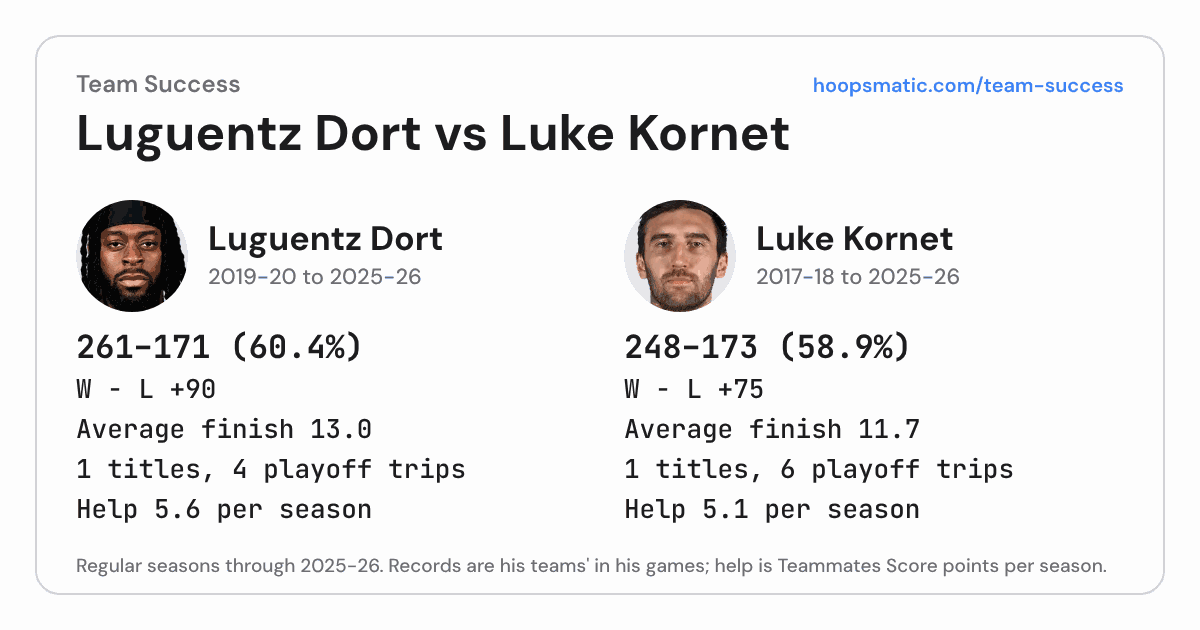 Team Success
hoopsmatic.com/team-success
Luguentz Dort vs Luke Kornet
Luguentz Dort
2019-20 to 2025-26
261-171 (60.4%)
W - L +90
Average finish 13.0
1 titles, 4 playoff trips
Help 5.6 per season
Luke Kornet
2017-18 to 2025-26
248-173 (58.9%)
W - L +75
Average finish 11.7
1 titles, 6 playoff trips
Help 5.1 per season
Regular seasons through 2025-26. Records are his teams' in his games; help is Teammates Score points per season.